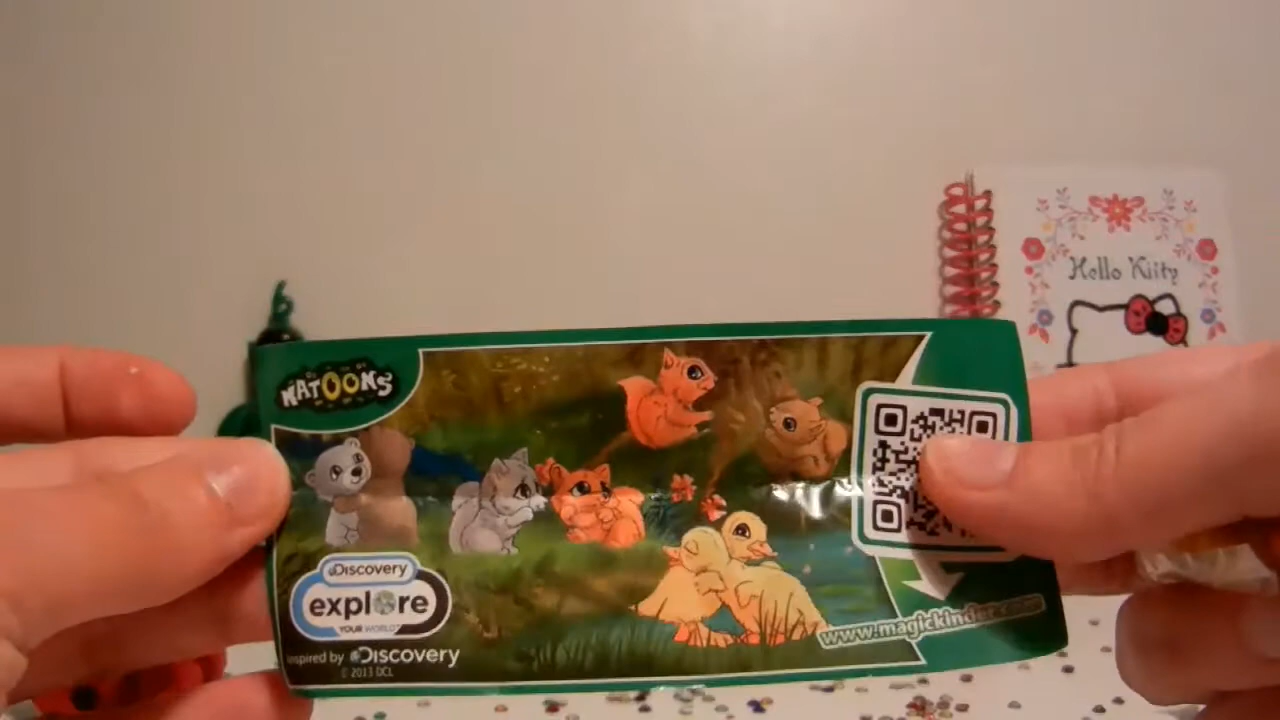 Hello Kitty
NATOONS
Discovery
explore
YOUR WORLD
inspired by Discovery
© 2013 DCL
www.magickinder.com